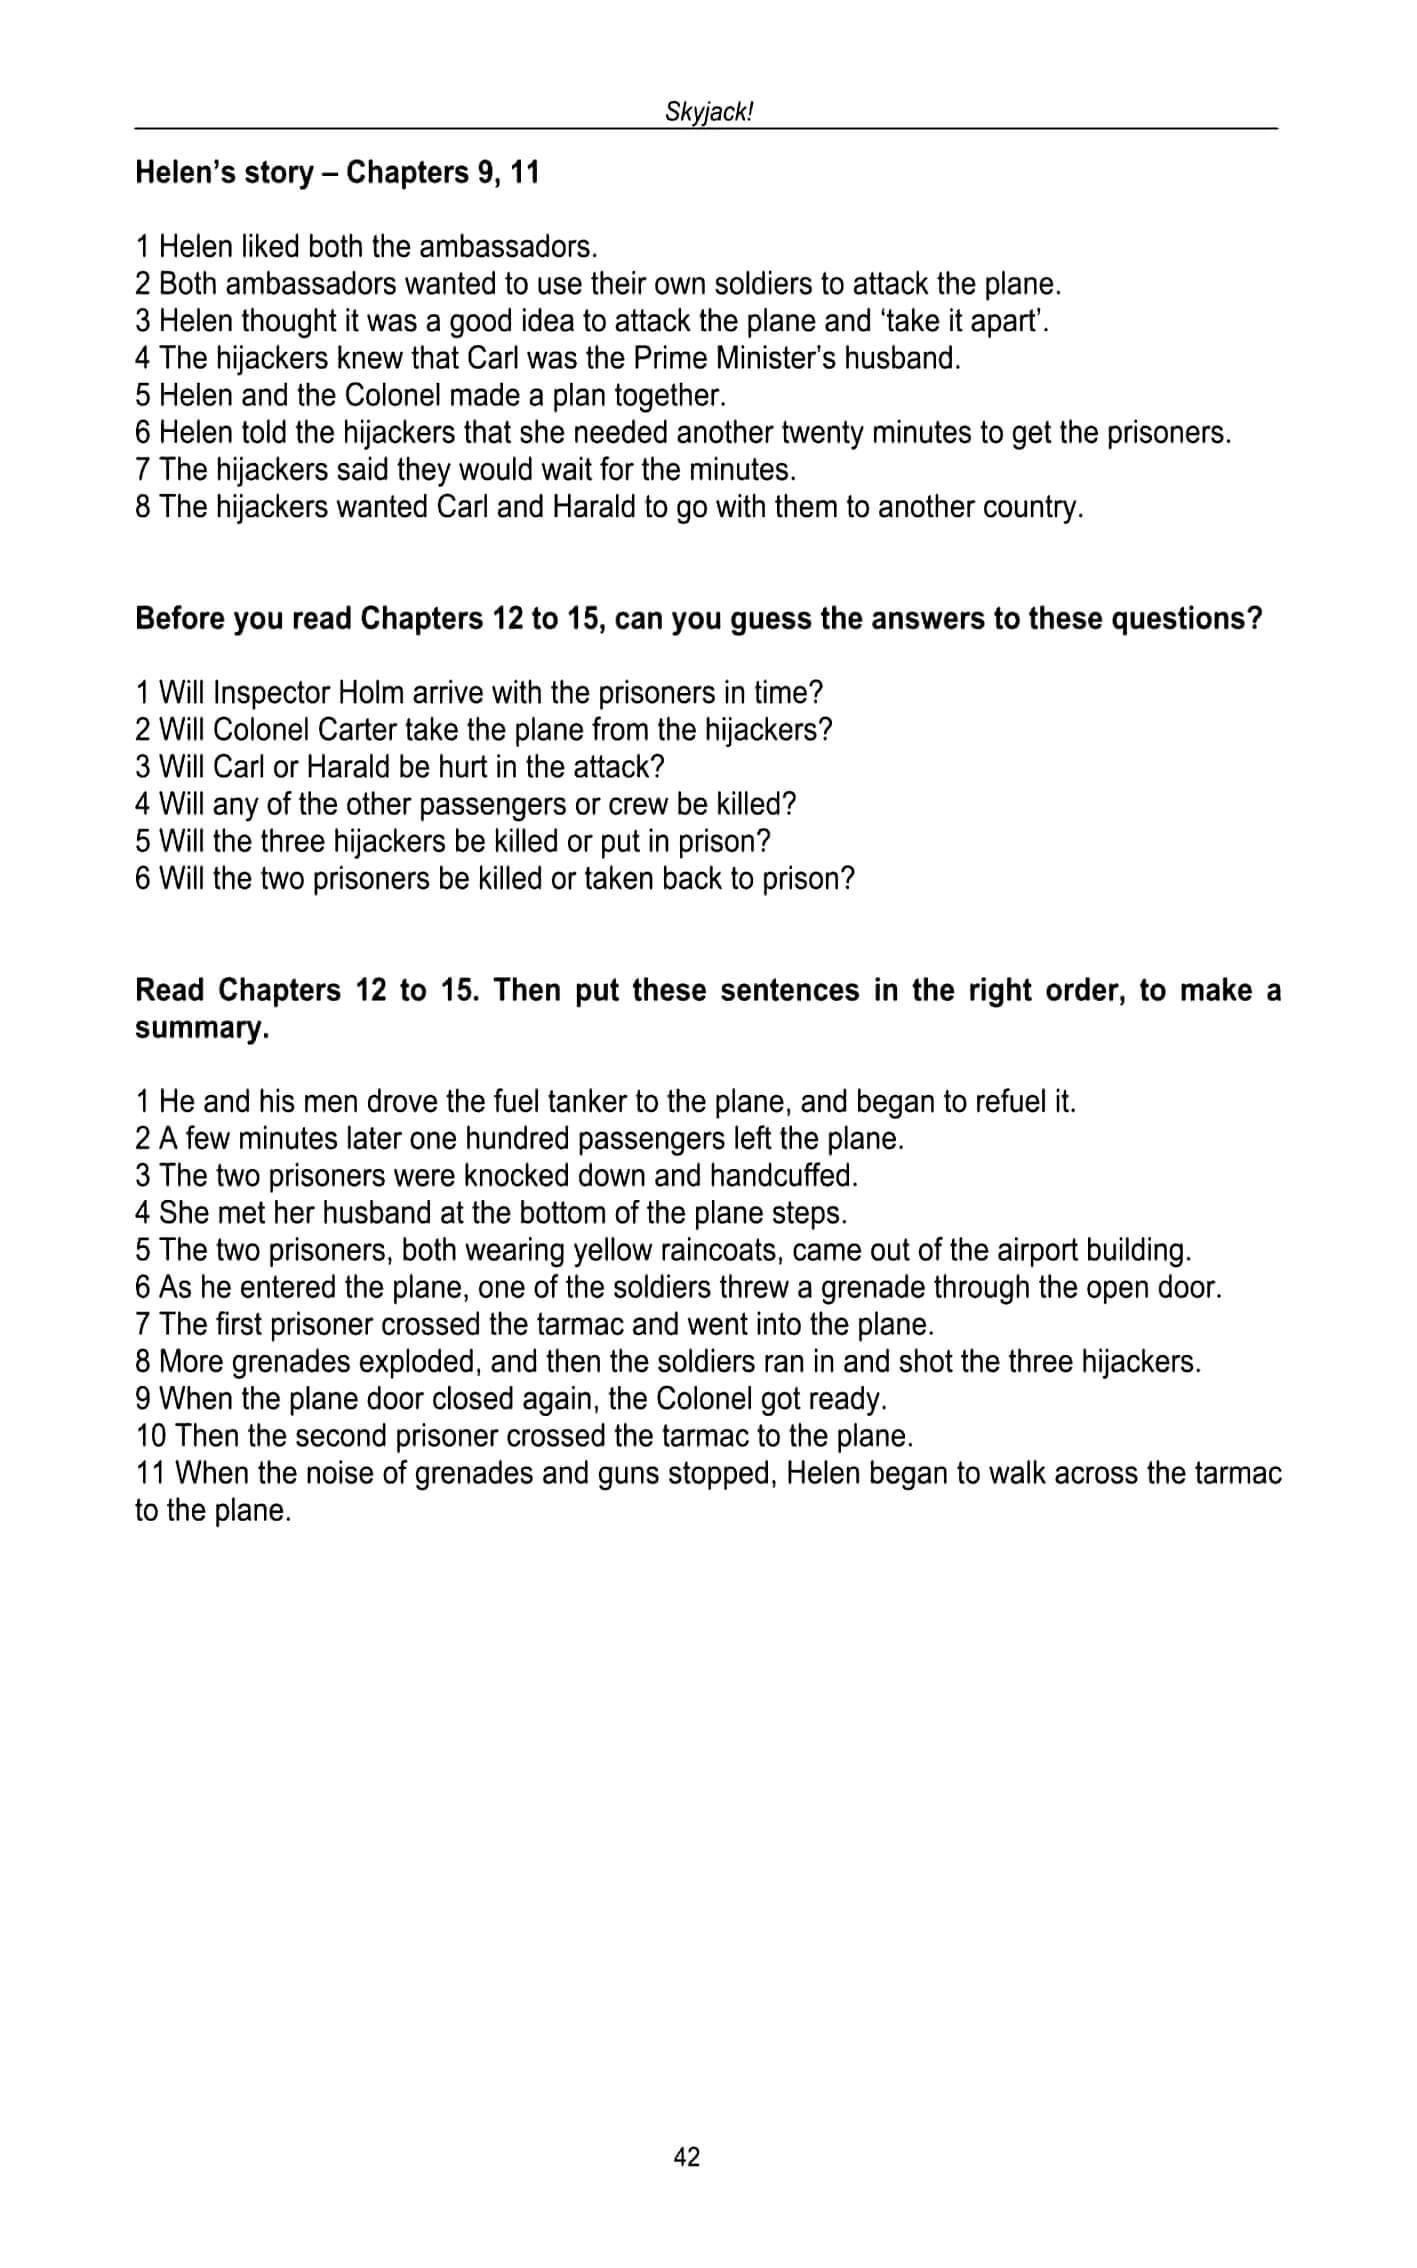 Skyjack!
Helen’s story – Chapters 9, 11
1 Helen liked both the ambassadors.
2 Both ambassadors wanted to use their own soldiers to attack the plane.
3 Helen thought it was a good idea to attack the plane and ‘take it apart’.
4 The hijackers knew that Carl was the Prime Minister’s husband.
5 Helen and the Colonel made a plan together.
6 Helen told the hijackers that she needed another twenty minutes to get the prisoners.
7 The hijackers said they would wait for the minutes.
8 The hijackers wanted Carl and Harald to go with them to another country.
Before you read Chapters 12 to 15, can you guess the answers to these questions?
1 Will Inspector Holm arrive with the prisoners in time?
2 Will Colonel Carter take the plane from the hijackers?
3 Will Carl or Harald be hurt in the attack?
4 Will any of the other passengers or crew be killed?
5 Will the three hijackers be killed or put in prison?
6 Will the two prisoners be killed or taken back to prison?
Read Chapters 12 to 15. Then put these sentences in the right order, to make a
summary.
1 He and his men drove the fuel tanker to the plane, and began to refuel it.
2 A few minutes later one hundred passengers left the plane.
3 The two prisoners were knocked down and handcuffed.
4 She met her husband at the bottom of the plane steps.
5 The two prisoners, both wearing yellow raincoats, came out of the airport building.
6 As he entered the plane, one of the soldiers threw a grenade through the open door.
7 The first prisoner crossed the tarmac and went into the plane.
8 More grenades exploded, and then the soldiers ran in and shot the three hijackers.
9 When the plane door closed again, the Colonel got ready.
10 Then the second prisoner crossed the tarmac to the plane.
11 When the noise of grenades and guns stopped, Helen began to walk across the tarmac
to the plane.
42